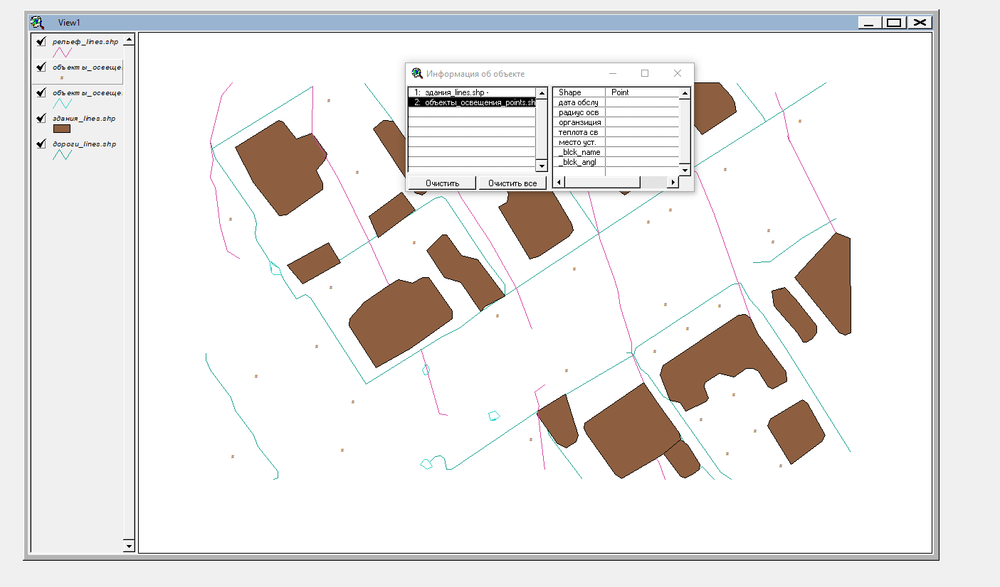 View1
рельеф_lines.shp
объекты_освеще
объекты_освеще
здания_lines.shp
дороги_lines.shp
Информация об объекте
1: здания_lines.shp -
2: объекты_освещения_points.sh
Очистить
Очистить все
Shape Point
дата обслу
радиус осв
органзиция
теплота св
место уст.
_blck_name
_blck_angl